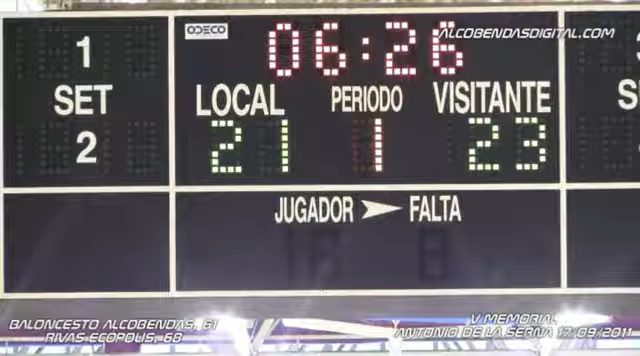 ODECO
ALCOBENDASDIGITAL.COM
06:26
1
SET
2
LOCAL PERIODO VISITANTE
21 1 23
JUGADOR FALTA
BALONCESTO ALCOBENDAS, 61
RIVAS ECOPOLIS, 68
V MEMORIAL
ANTONIO DE LA SERNA 17/09/2011